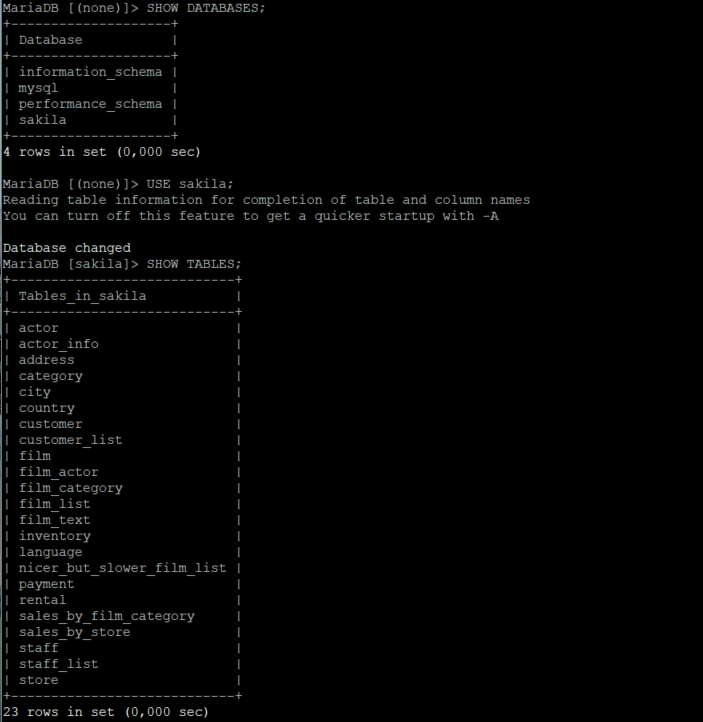 MariaDB [(none)]> SHOW DATABASES;
+--------------------+
| Database           |
+--------------------+
| information_schema |
| mysql              |
| performance_schema |
| sakila             |
+--------------------+
4 rows in set (0,000 sec)

MariaDB [(none)]> USE sakila;
Reading table information for completion of table and column names
You can turn off this feature to get a quicker startup with -A

Database changed
MariaDB [sakila]> SHOW TABLES;
+----------------------------+
| Tables_in_sakila           |
+----------------------------+
| actor                      |
| actor_info                 |
| address                    |
| category                   |
| city                       |
| country                    |
| customer                   |
| customer_list              |
| film                       |
| film_actor                 |
| film_category              |
| film_list                  |
| film_text                  |
| inventory                  |
| language                   |
| nicer_but_slower_film_list |
| payment                    |
| rental                     |
| sales_by_film_category     |
| sales_by_store             |
| staff                      |
| staff_list                 |
| store                      |
+----------------------------+
23 rows in set (0,000 sec)